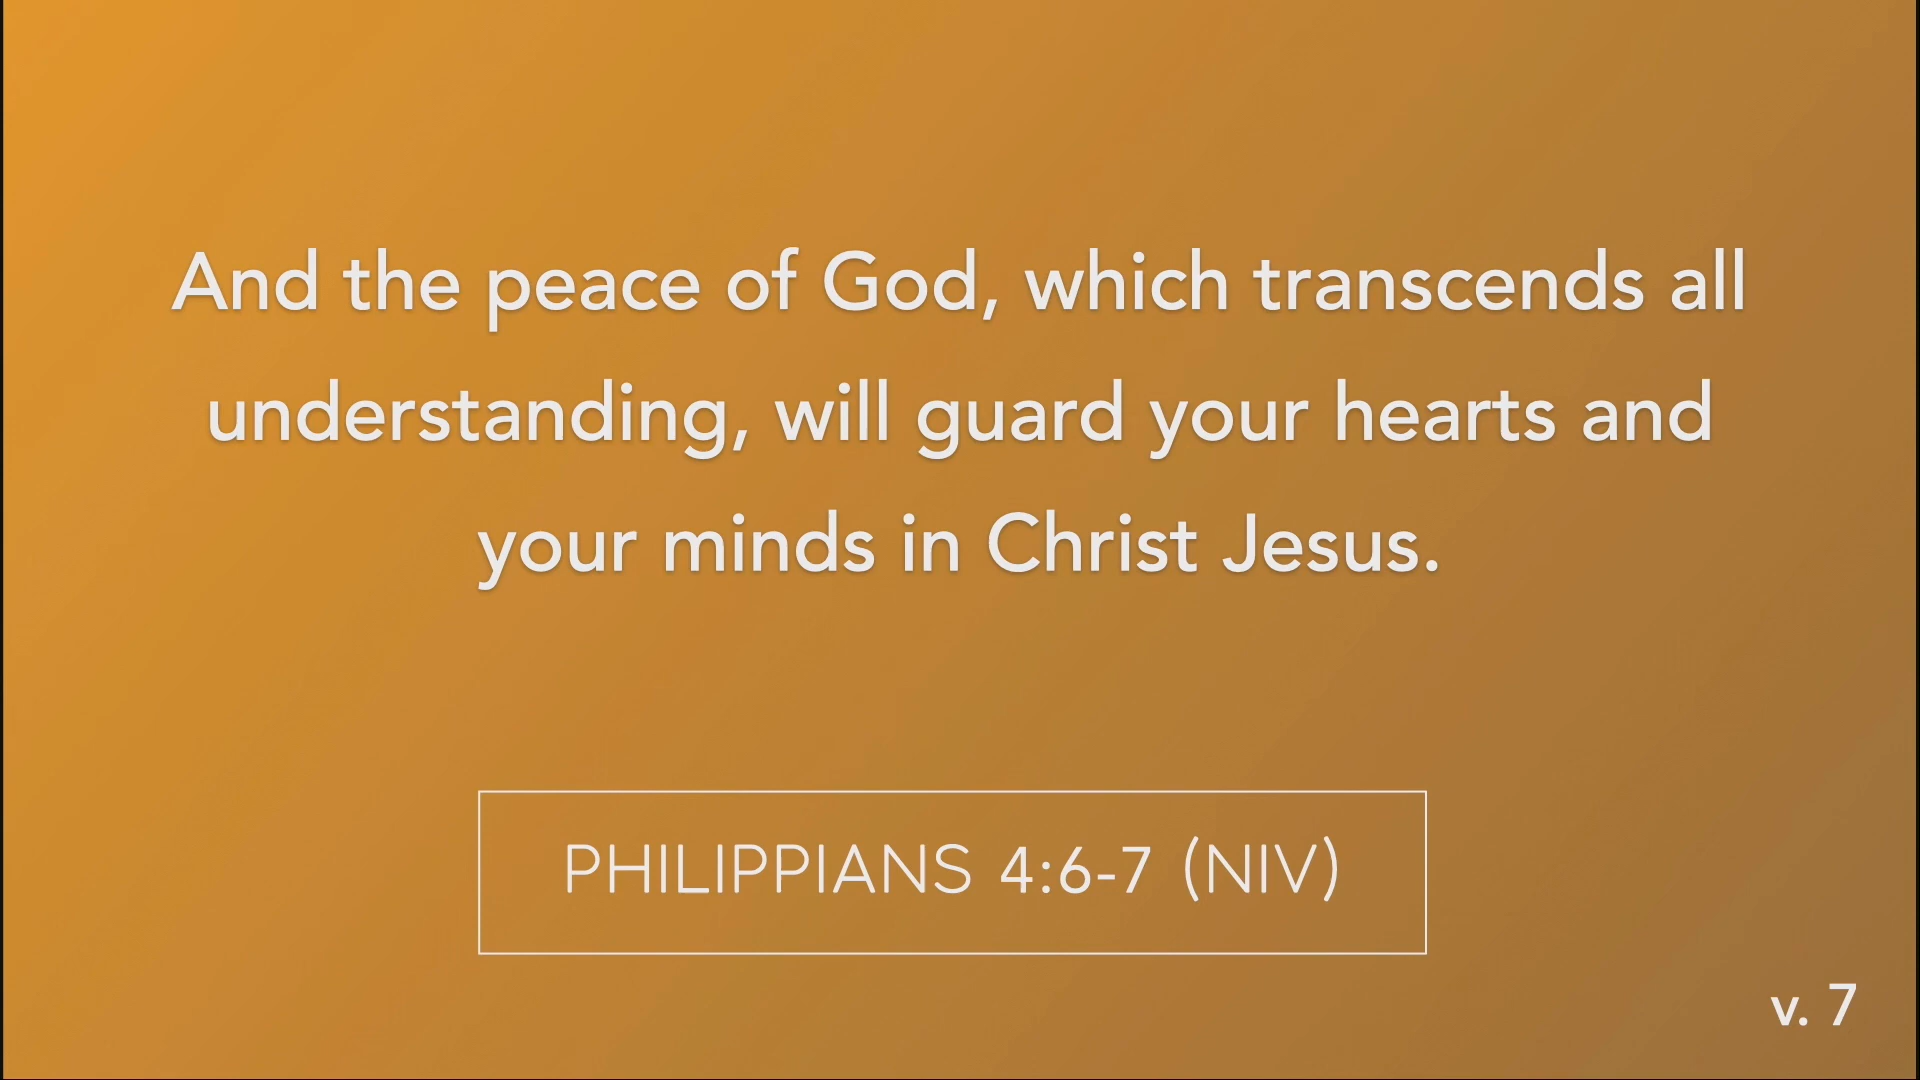 And the peace of God, which transcends all
understanding, will guard your hearts and
your minds in Christ Jesus.
PHILIPPIANS 4:6-7 (NIV)
v. 7